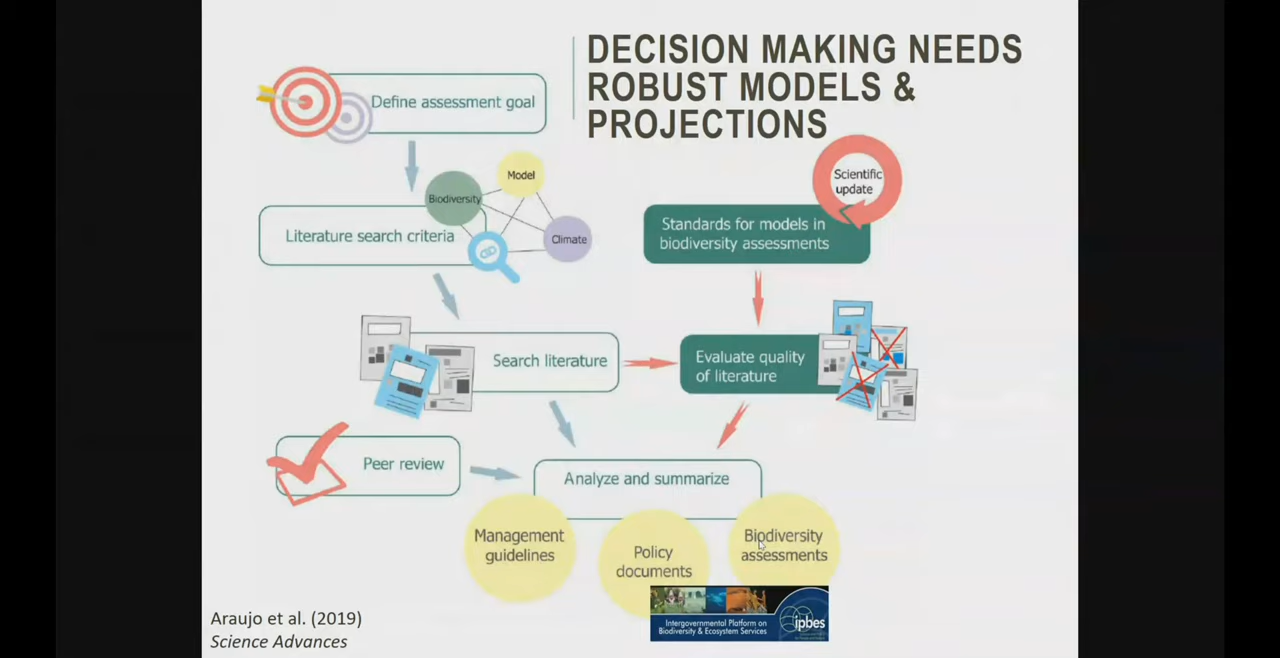 DECISION MAKING NEEDS
ROBUST MODELS &
PROJECTIONS
Define assessment goal
Biodiversity
Model
Climate
Literature search criteria
Scientific
update
Standards for models in
biodiversity assessments
Search literature
Evaluate quality
of literature
Peer review
Analyze and summarize
Management
guidelines
Policy
documents
Biodiversity
assessments
Intergovernmental Platform on
Biodiversity & Ecosystem Services
ipbes
Araujo et al. (2019)
Science Advances